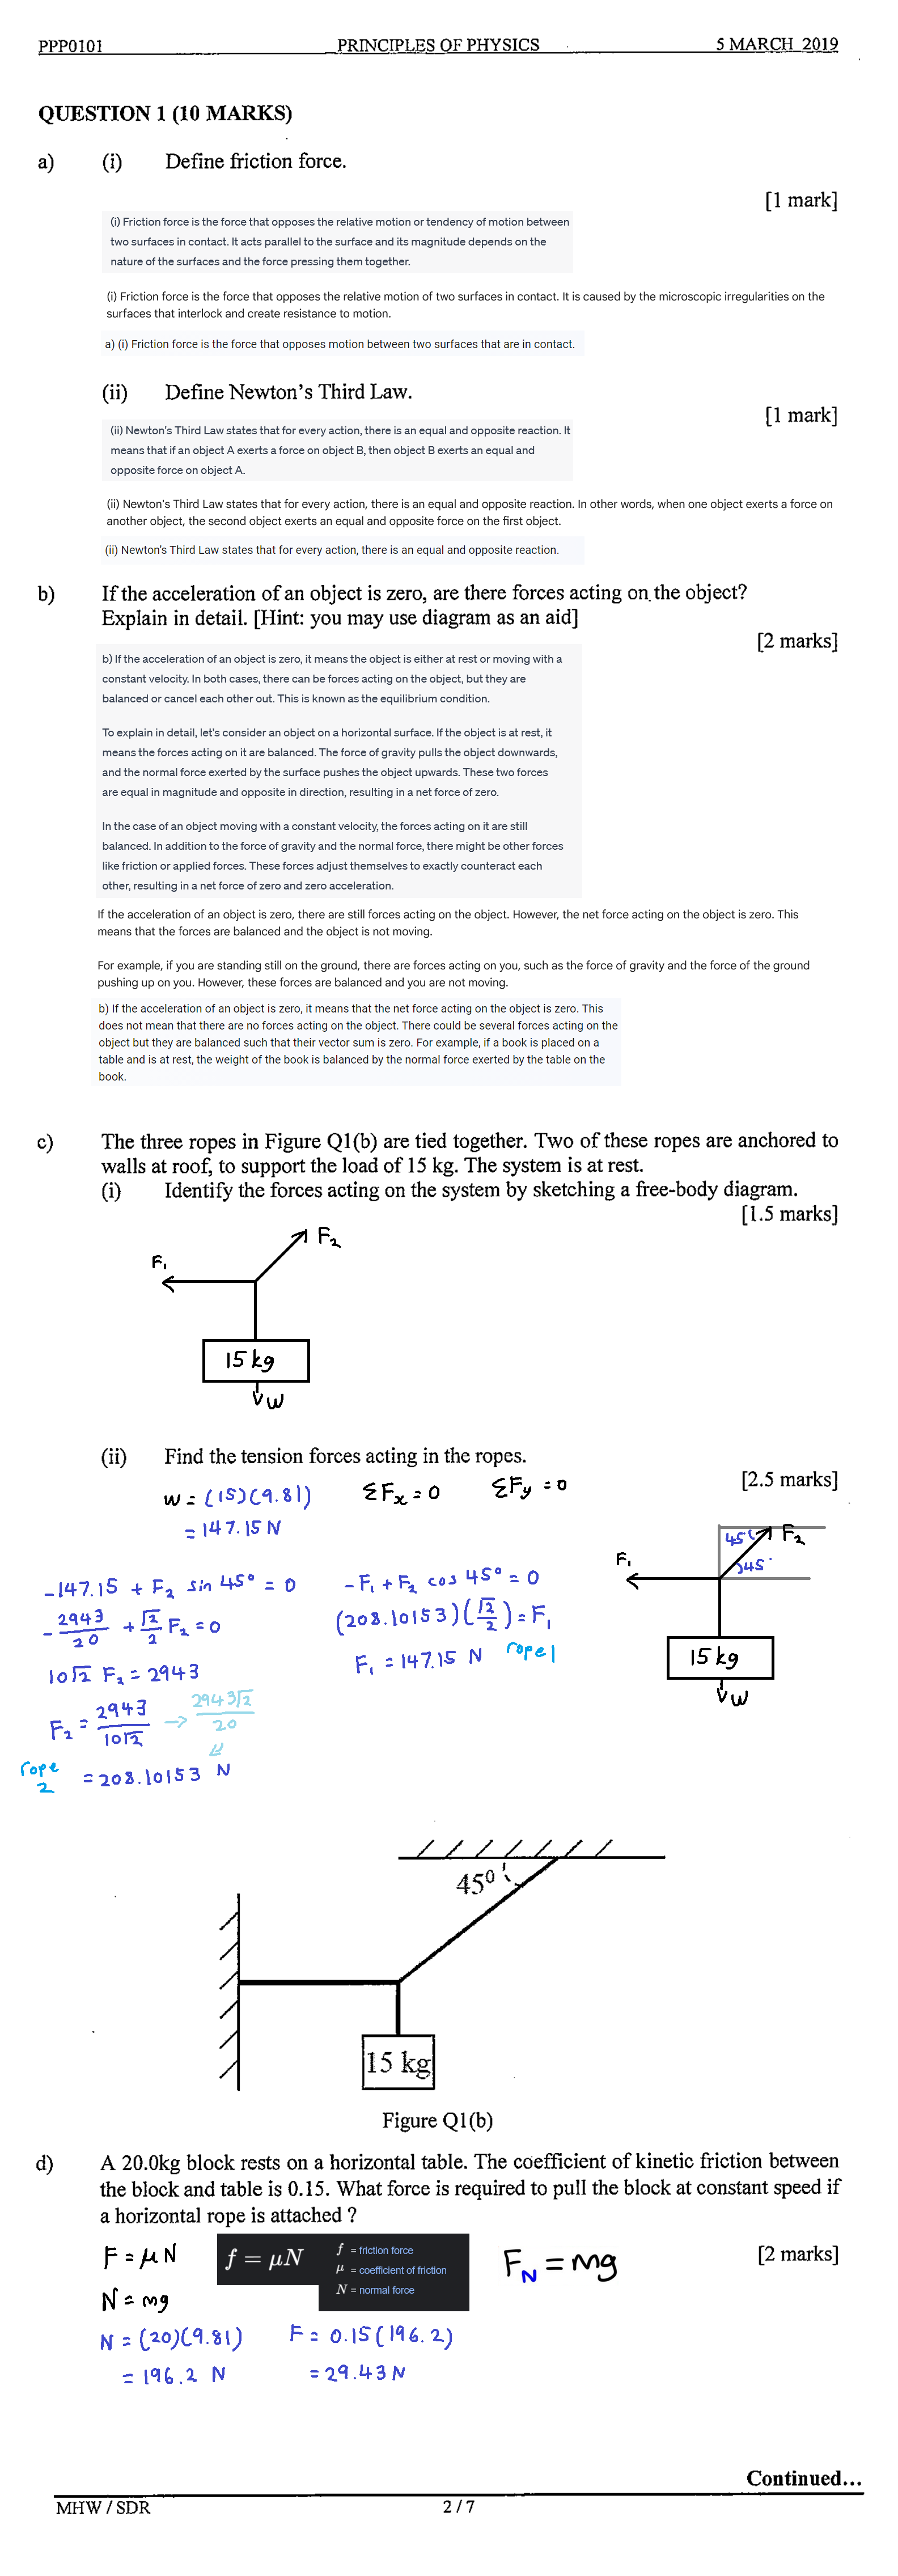 PPP0101 PRINCIPLES OF PHYSICS 5 MARCH 2019
QUESTION 1 (10 MARKS)
a) (i) Define friction force.
[1 mark]
(i) Friction force is the force that opposes the relative motion or tendency of motion between
two surfaces in contact. It acts parallel to the surface and its magnitude depends on the
nature of the surfaces and the force pressing them together.
(i) Friction force is the force that opposes the relative motion of two surfaces in contact. It is caused by the microscopic irregularities on the
surfaces that interlock and create resistance to motion.
a) (i) Friction force is the force that opposes motion between two surfaces that are in contact.
(ii) Define Newton's Third Law.
[1 mark]
(ii) Newton's Third Law states that for every action, there is an equal and opposite reaction. It
means that if an object A exerts a force on object B, then object B exerts an equal and
opposite force on object A.
(ii) Newton's Third Law states that for every action, there is an equal and opposite reaction. In other words, when one object exerts a force on
another object, the second object exerts an equal and opposite force on the first object.
(ii) Newton's Third Law states that for every action, there is an equal and opposite reaction.
b) If the acceleration of an object is zero, are there forces acting on the object?
Explain in detail. [Hint: you may use diagram as an aid]
[2 marks]
b) If the acceleration of an object is zero, it means the object is either at rest or moving with a
constant velocity. In both cases, there can be forces acting on the object, but they are
balanced or cancel each other out. This is known as the equilibrium condition.
To explain in detail, let's consider an object on a horizontal surface. If the object is at rest, it
means the forces acting on it are balanced. The force of gravity pulls the object downwards,
and the normal force exerted by the surface pushes the object upwards. These two forces
are equal in magnitude and opposite in direction, resulting in a net force of zero.
In the case of an object moving with a constant velocity, the forces acting on it are still
balanced. In addition to the force of gravity and the normal force, there might be other forces
like friction or applied forces. These forces adjust themselves to exactly counteract each
other, resulting in a net force of zero and zero acceleration.
If the acceleration of an object is zero, there are still forces acting on the object. However, the net force acting on the object is zero. This
means that the forces are balanced and the object is not moving.
For example, if you are standing still on the ground, there are forces acting on you, such as the force of gravity and the force of the ground
pushing up on you. However, these forces are balanced and you are not moving.
b) If the acceleration of an object is zero, it means that the net force acting on the object is zero. This
does not mean that there are no forces acting on the object. There could be several forces acting on the
object but they are balanced such that their vector sum is zero. For example, if a book is placed on a
table and is at rest, the weight of the book is balanced by the normal force exerted by the table on the
book.
c) The three ropes in Figure Q1(b) are tied together. Two of these ropes are anchored to
walls at roof, to support the load of 15 kg. The system is at rest.
(i) Identify the forces acting on the system by sketching a free-body diagram.
[1.5 marks]
F₁ F₂
15 kg
W
(ii) Find the tension forces acting in the ropes.
[2.5 marks]
W = (15)(9.81) ΣFx = 0 ΣFy = 0
= 147.15 N
-147.15 + F₂ sin 45° = 0 -F₁ + F₂ cos 45° = 0
-2943/20 + √2/2 F₂ = 0 (208.10153)(√2/2) = F₁
10√2 F₂ = 2943 F₁ = 147.15 N rope 1
F₂ = 2943/10√2 → 2943√2/20
rope 2 = 208.10153 N
F₁ 45° F₂
45°
15 kg
W
45⁰
15 kg
Figure Q1(b)
d) A 20.0kg block rests on a horizontal table. The coefficient of kinetic friction between
the block and table is 0.15. What force is required to pull the block at constant speed if
a horizontal rope is attached ?
[2 marks]
F = μN
f = μN
f = friction force
μ = coefficient of friction
N = normal force
F_N = mg
N = mg
N = (20)(9.81) F = 0.15(196.2)
= 196.2 N = 29.43 N
Continued...
MHW / SDR 2 / 7